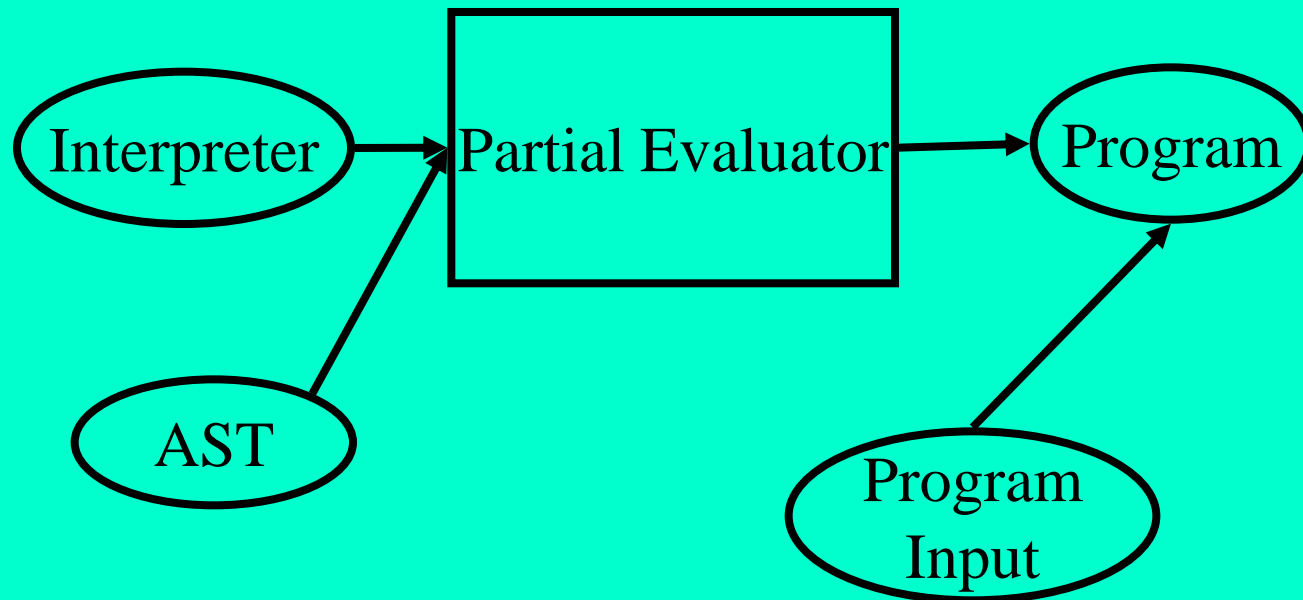 Interpreter
Partial Evaluator
Program
AST
Program
Input